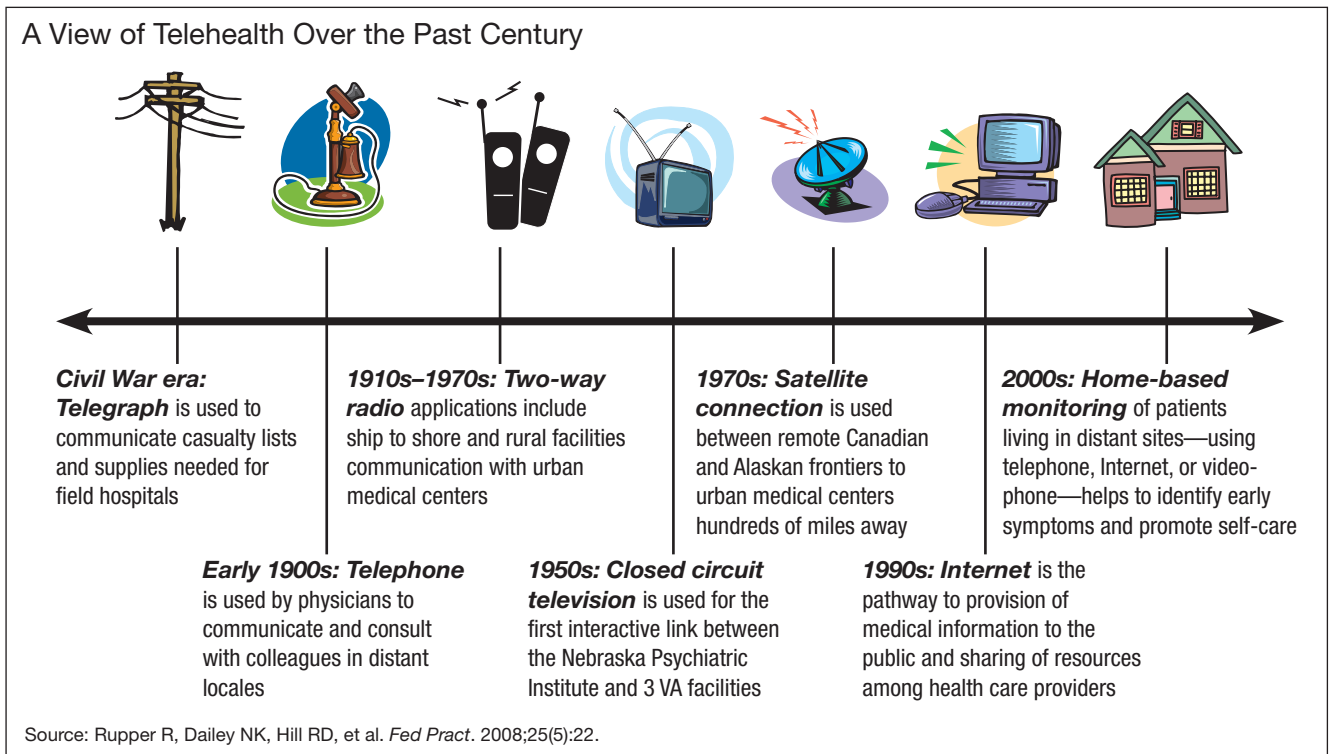 A View of Telehealth Over the Past Century
Civil War era:
Telegraph is used to
communicate casualty lists
and supplies needed for
field hospitals
Early 1900s: Telephone
is used by physicians to
communicate and consult
with colleagues in distant
locales
1910s–1970s: Two-way
radio applications include
ship to shore and rural facilities
communication with urban
medical centers
1950s: Closed circuit
television is used for the
first interactive link between
the Nebraska Psychiatric
Institute and 3 VA facilities
1970s: Satellite
connection is used
between remote Canadian
and Alaskan frontiers to
urban medical centers
hundreds of miles away
1990s: Internet is the
pathway to provision of
medical information to the
public and sharing of resources
among health care providers
2000s: Home-based
monitoring of patients
living in distant sites—using
telephone, Internet, or video-
phone—helps to identify early
symptoms and promote self-care
Source: Rupper R, Dailey NK, Hill RD, et al. Fed Pract. 2008;25(5):22.